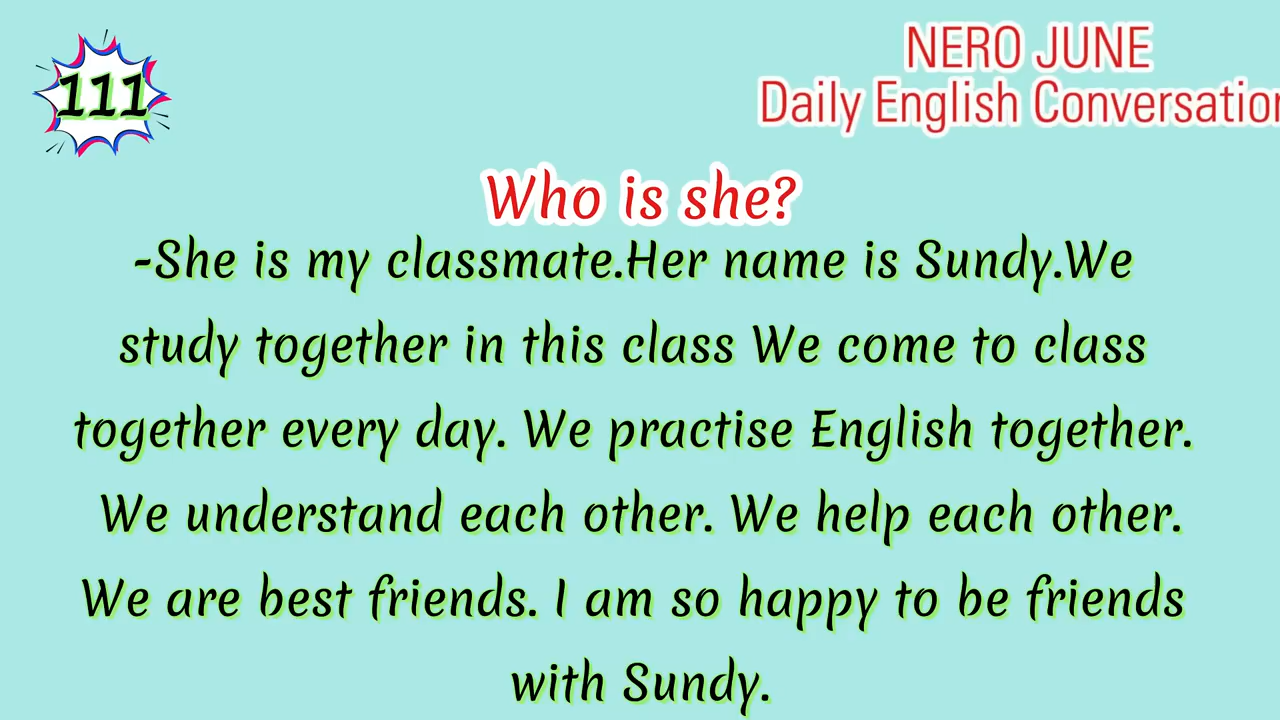 111
NERO JUNE
Daily English Conversation
Who is she?
-She is my classmate.Her name is Sundy.We
study together in this class We come to class
together every day. We practise English together.
We understand each other. We help each other.
We are best friends. I am so happy to be friends
with Sundy.